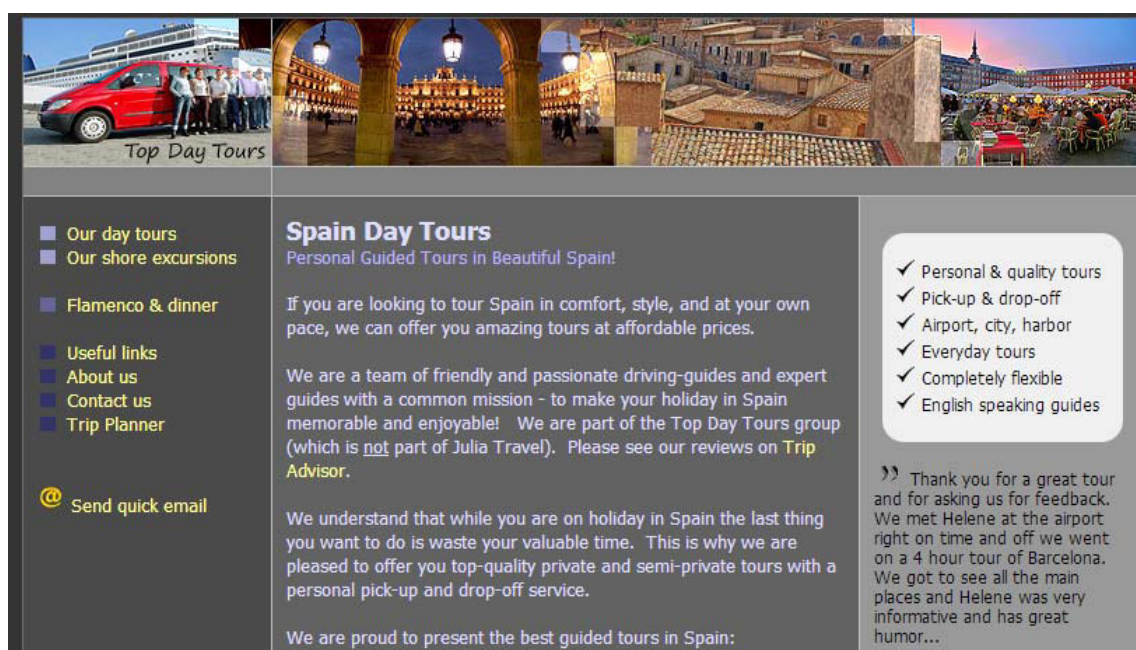 Top Day Tours
Our day tours
Our shore excursions
Flamenco & dinner
Useful links
About us
Contact us
Trip Planner
@ Send quick email
Spain Day Tours
Personal Guided Tours in Beautiful Spain!
If you are looking to tour Spain in comfort, style, and at your own
pace, we can offer you amazing tours at affordable prices.
We are a team of friendly and passionate driving-guides and expert
guides with a common mission - to make your holiday in Spain
memorable and enjoyable!   We are part of the Top Day Tours group
(which is not part of Julia Travel).  Please see our reviews on Trip
Advisor.
We understand that while you are on holiday in Spain the last thing
you want to do is waste your valuable time.  This is why we are
pleased to offer you top-quality private and semi-private tours with a
personal pick-up and drop-off service.
We are proud to present the best guided tours in Spain:
✓ Personal & quality tours
✓ Pick-up & drop-off
✓ Airport, city, harbor
✓ Everyday tours
✓ Completely flexible
✓ English speaking guides
” Thank you for a great tour
and for asking us for feedback.
We met Helene at the airport
right on time and off we went
on a 4 hour tour of Barcelona.
We got to see all the main
places and Helene was very
informative and has great
humor...